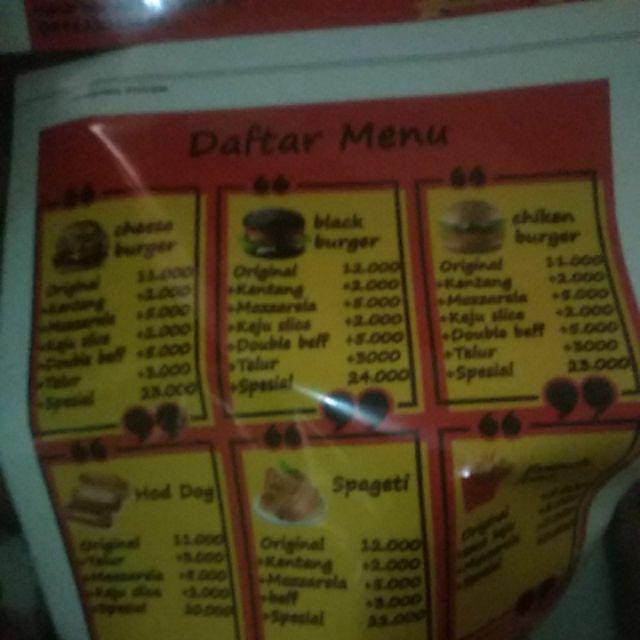 Daftar Menu
cheese burger
Original 11.000
+Kentang +2.000
+Mozzarela +5.000
+Keju slice +2.000
+Double beff +5.000
+Telur +3.000
+Spesial 23.000
black burger
Original 12.000
+Kentang +2.000
+Mozzarela +5.000
+Keju slice +2.000
+Double beff +5.000
+Telur +3000
+Spesial 24.000
chiken burger
Original 11.000
+Kentang +2.000
+Mozzarela +5.000
+Keju slice +2.000
+Double beff +5.000
+Telur +3000
+Spesial 23.000
Hod Dog
Original 11.000
+Telur +3.000
+Mozzarela +5.000
+Keju slice +2.000
+Spesial 20.000
Spageti
Original 12.000
+Kentang +2.000
+Mozzarela +5.000
+beff +3.000
+Spesial
Original